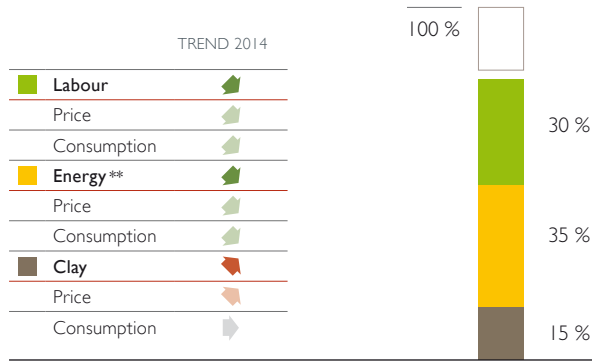 100 %
TREND 2014
Labour
Price
Consumption
30 %
Energy **
Price
Consumption
35 %
Clay
Price
Consumption
15 %